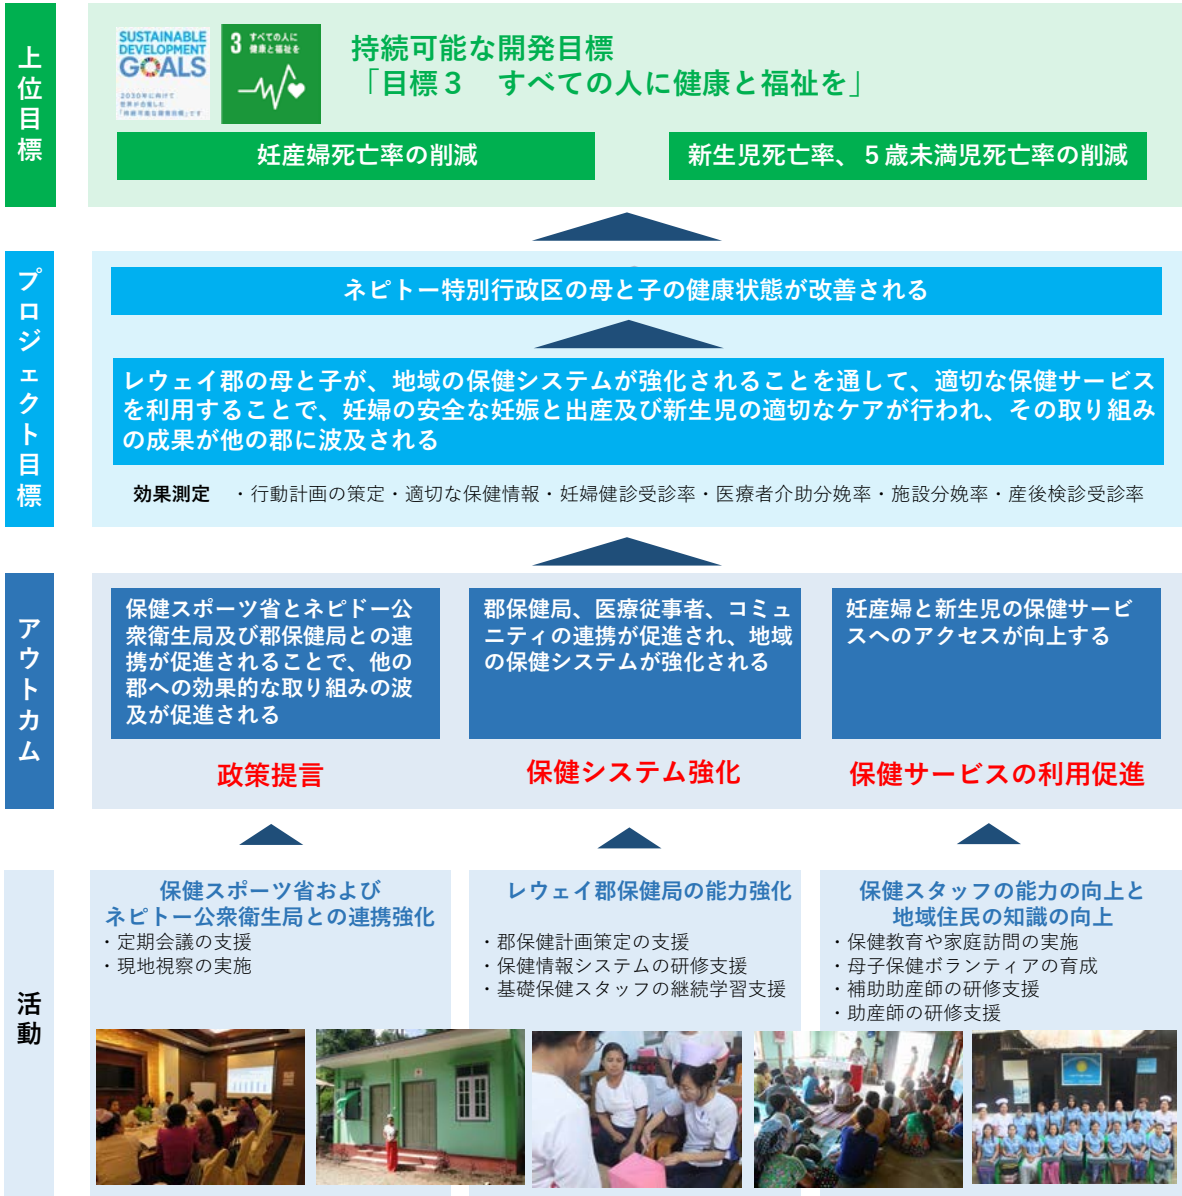 上位目標
SUSTAINABLE
DEVELOPMENT
GOALS
2030年に向けて
世界が合意した
「持続可能な開発目標」です
3 すべての人に
健康と福祉を
持続可能な開発目標
「目標３　すべての人に健康と福祉を」
妊産婦死亡率の削減
新生児死亡率、５歳未満児死亡率の削減
プロジェクト目標
ネピトー特別行政区の母と子の健康状態が改善される
レウェイ郡の母と子が、地域の保健システムが強化されることを通して、適切な保健サービス
を利用することで、妊婦の安全な妊娠と出産及び新生児の適切なケアが行われ、その取り組み
の成果が他の郡に波及される
効果測定　・行動計画の策定・適切な保健情報・妊婦健診受診率・医療者介助分娩率・施設分娩率・産後検診受診率
アウトカム
保健スポーツ省とネピドー公
衆衛生局及び郡保健局との連
携が促進されることで、他の
郡への効果的な取り組みの波
及が促進される
政策提言
郡保健局、医療従事者、コミュ
ニティの連携が促進され、地域
の保健システムが強化される
保健システム強化
妊産婦と新生児の保健サービ
スへのアクセスが向上する
保健サービスの利用促進
活動
保健スポーツ省および
ネピトー公衆衛生局との連携強化
・定期会議の支援
・現地視察の実施
レウェイ郡保健局の能力強化
・郡保健計画策定の支援
・保健情報システムの研修支援
・基礎保健スタッフの継続学習支援
保健スタッフの能力の向上と
地域住民の知識の向上
・保健教育や家庭訪問の実施
・母子保健ボランティアの育成
・補助助産師の研修支援
・助産師の研修支援